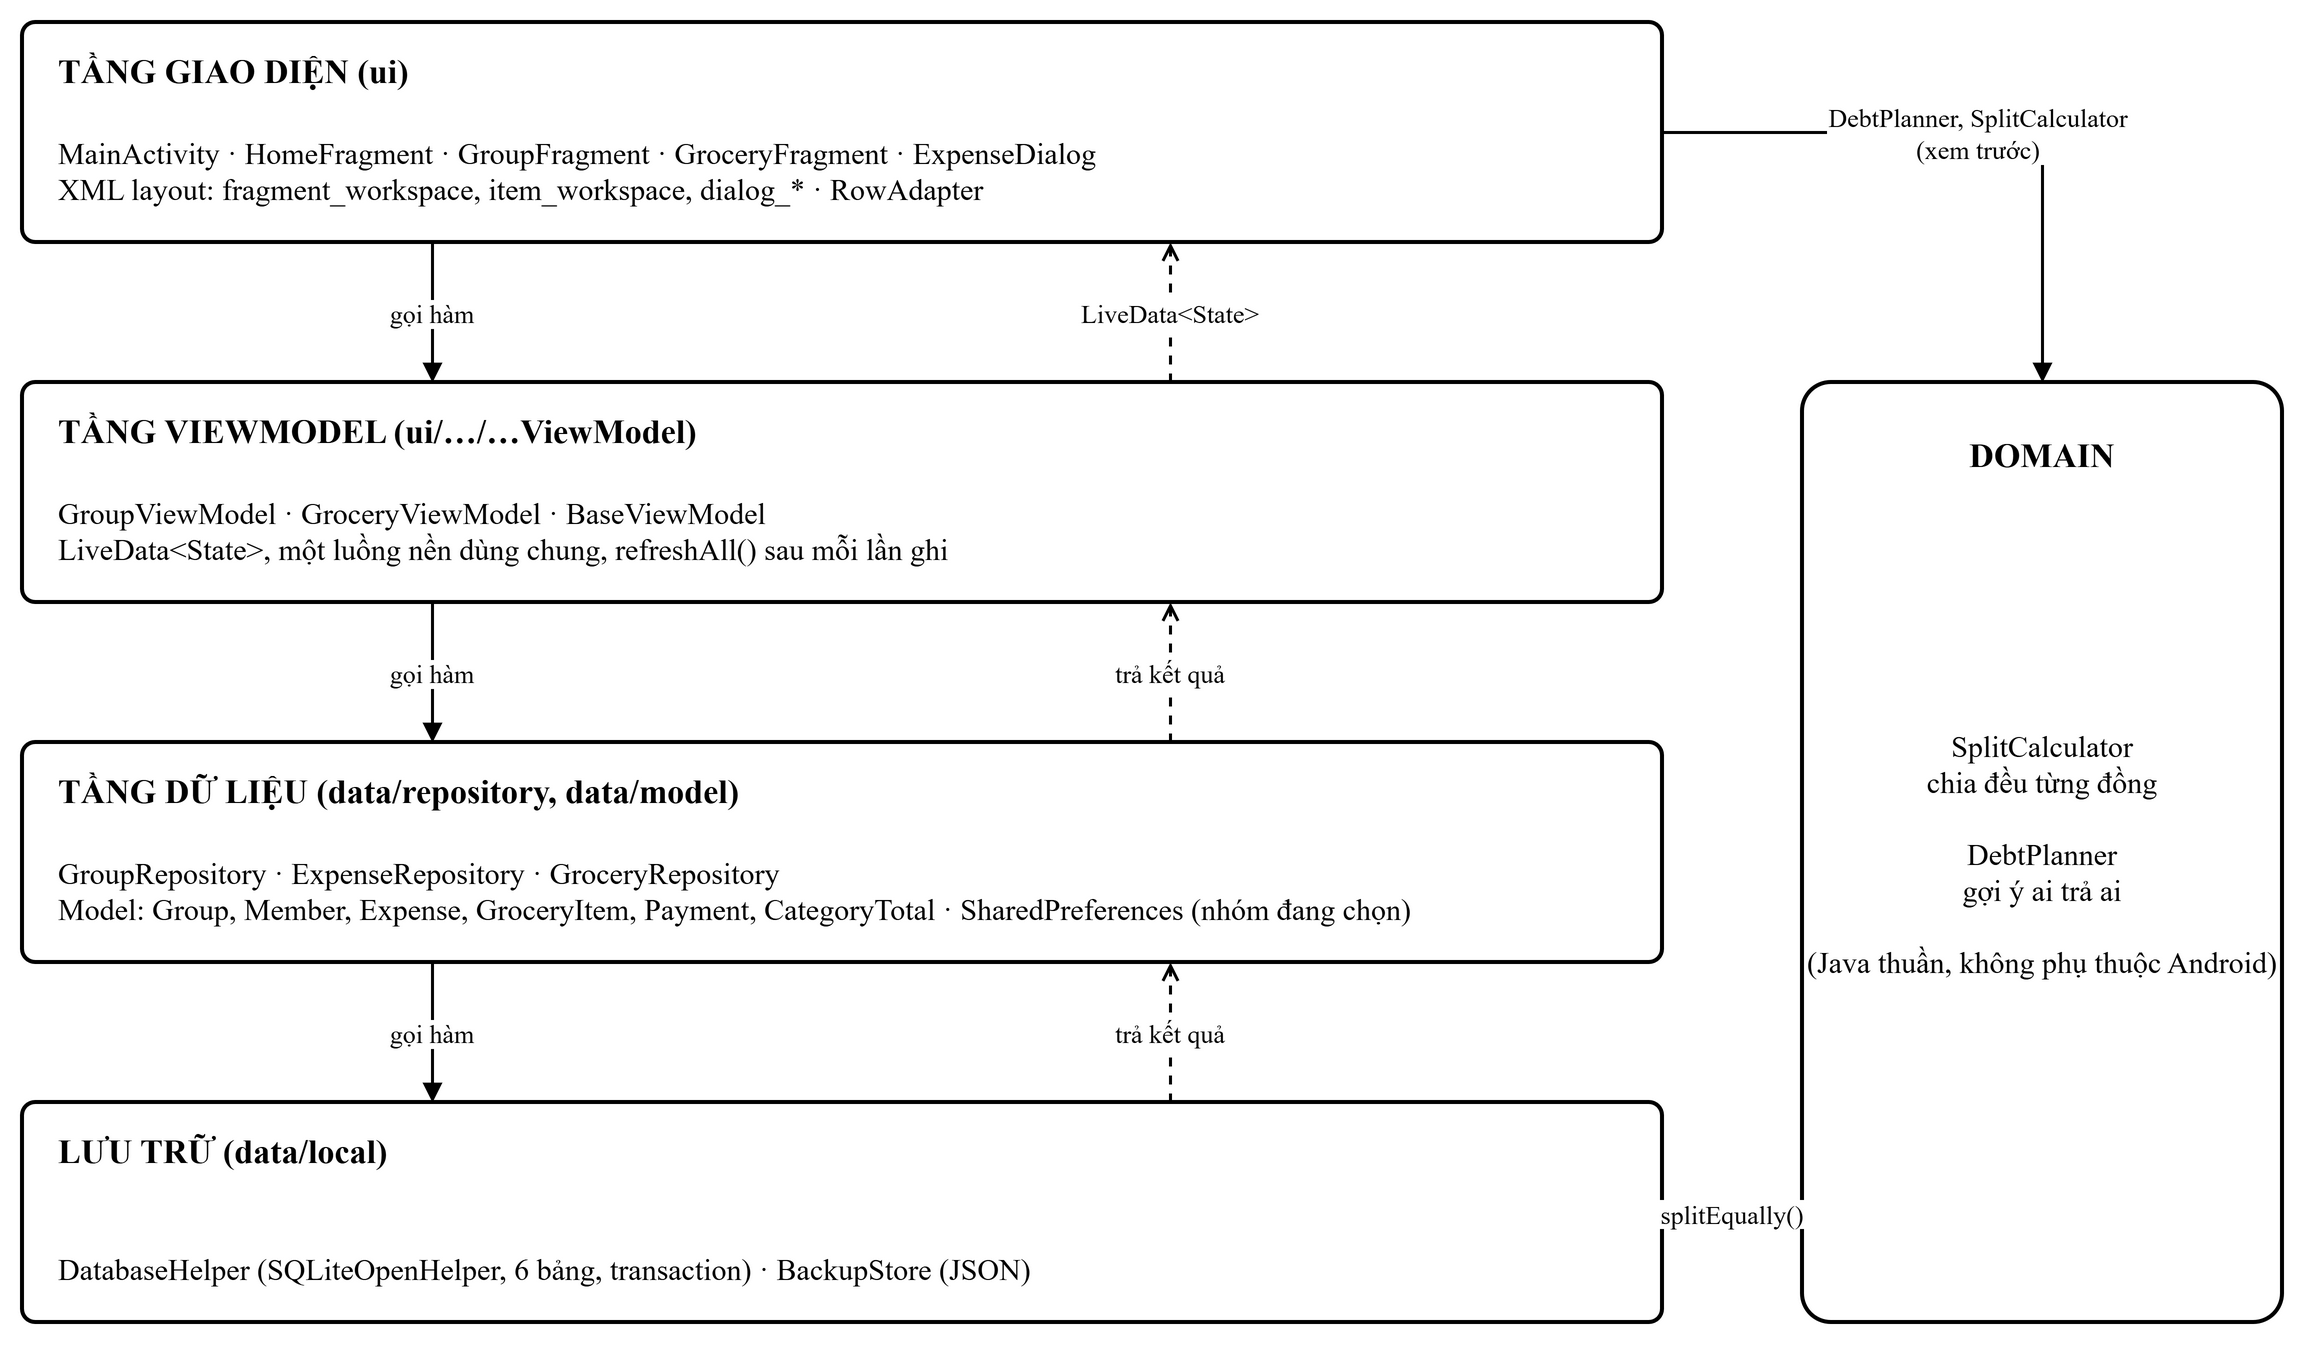 TẦNG GIAO DIỆN (ui)
MainActivity · HomeFragment · GroupFragment · GroceryFragment · ExpenseDialog
XML layout: fragment_workspace, item_workspace, dialog_* · RowAdapter
DebtPlanner, SplitCalculator
(xem trước)
gọi hàm
LiveData<State>
TẦNG VIEWMODEL (ui/…/…ViewModel)
GroupViewModel · GroceryViewModel · BaseViewModel
LiveData<State>, một luồng nền dùng chung, refreshAll() sau mỗi lần ghi
gọi hàm
trả kết quả
TẦNG DỮ LIỆU (data/repository, data/model)
GroupRepository · ExpenseRepository · GroceryRepository
Model: Group, Member, Expense, GroceryItem, Payment, CategoryTotal · SharedPreferences (nhóm đang chọn)
gọi hàm
trả kết quả
LƯU TRỮ (data/local)
DatabaseHelper (SQLiteOpenHelper, 6 bảng, transaction) · BackupStore (JSON)
splitEqually()
DOMAIN
SplitCalculator
chia đều từng đồng
DebtPlanner
gợi ý ai trả ai
(Java thuần, không phụ thuộc Android)